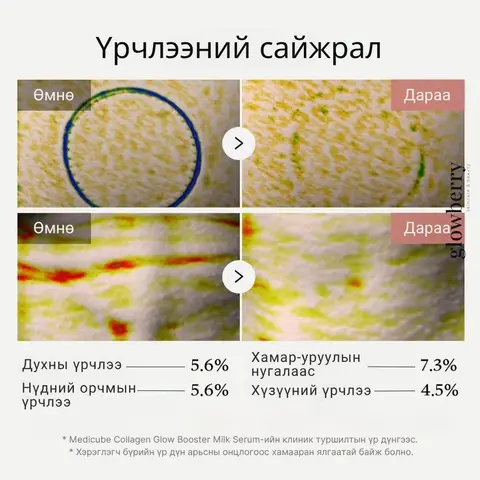 Үрчлээний сайжрал
Өмнө
Дараа
Өмнө
Дараа
glowberry
Духны үрчлээ 5.6%
Нүдний орчмын үрчлээ 5.6%
Хамар-уруулын нугалаас 7.3%
Хүзүүний үрчлээ 4.5%
* Medicube Collagen Glow Booster Milk Serum-ийн клиник туршилтын үр дүнгээс.
* Хэрэглэгч бүрийн үр дүн арьсны онцлогоос хамааран ялгаатай байж болно.